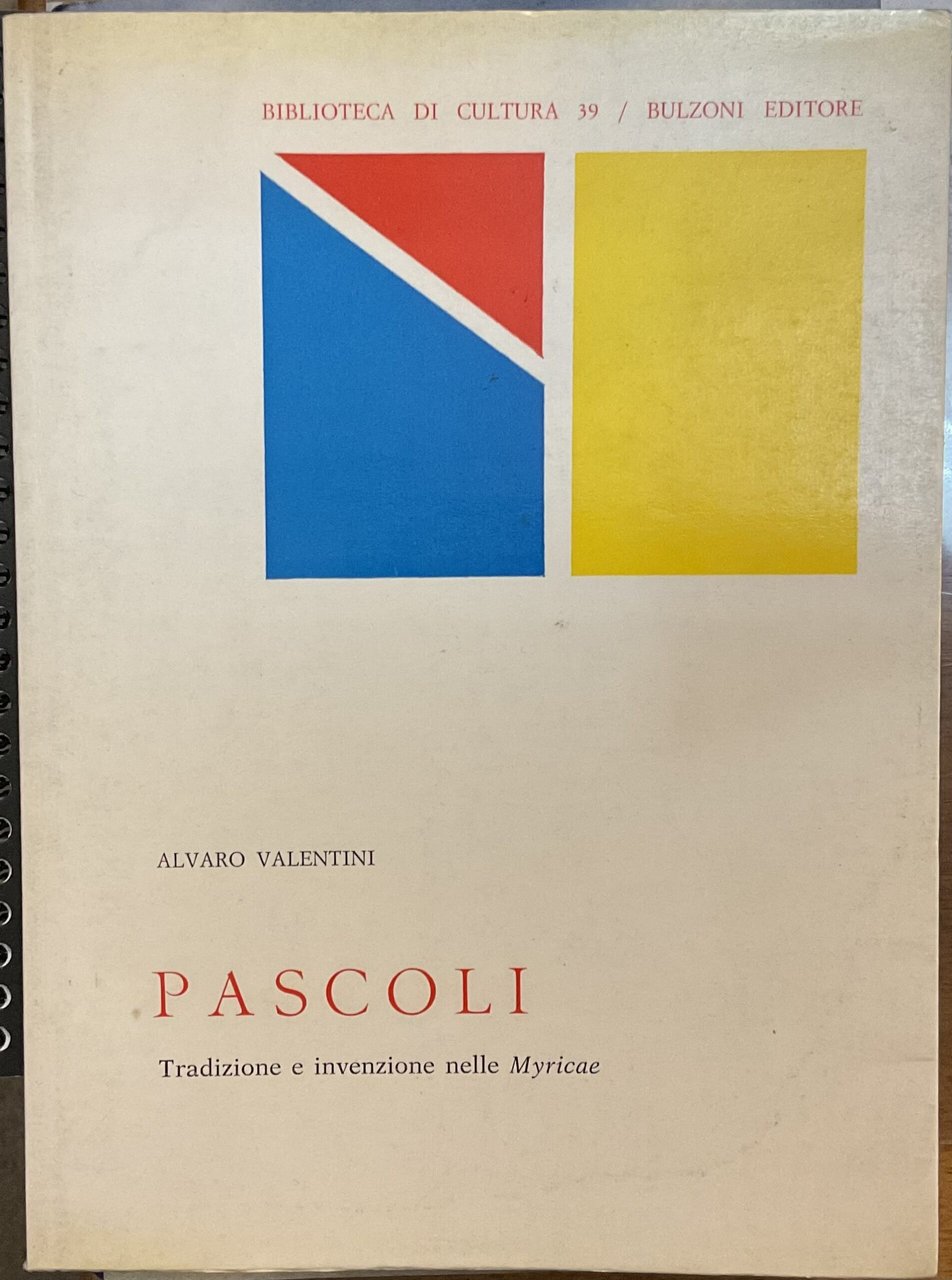 BIBLIOTECA DI CULTURA 39 / BULZONI EDITORE
ALVARO VALENTINI
PASCOLI
Tradizione e invenzione nelle Myricae